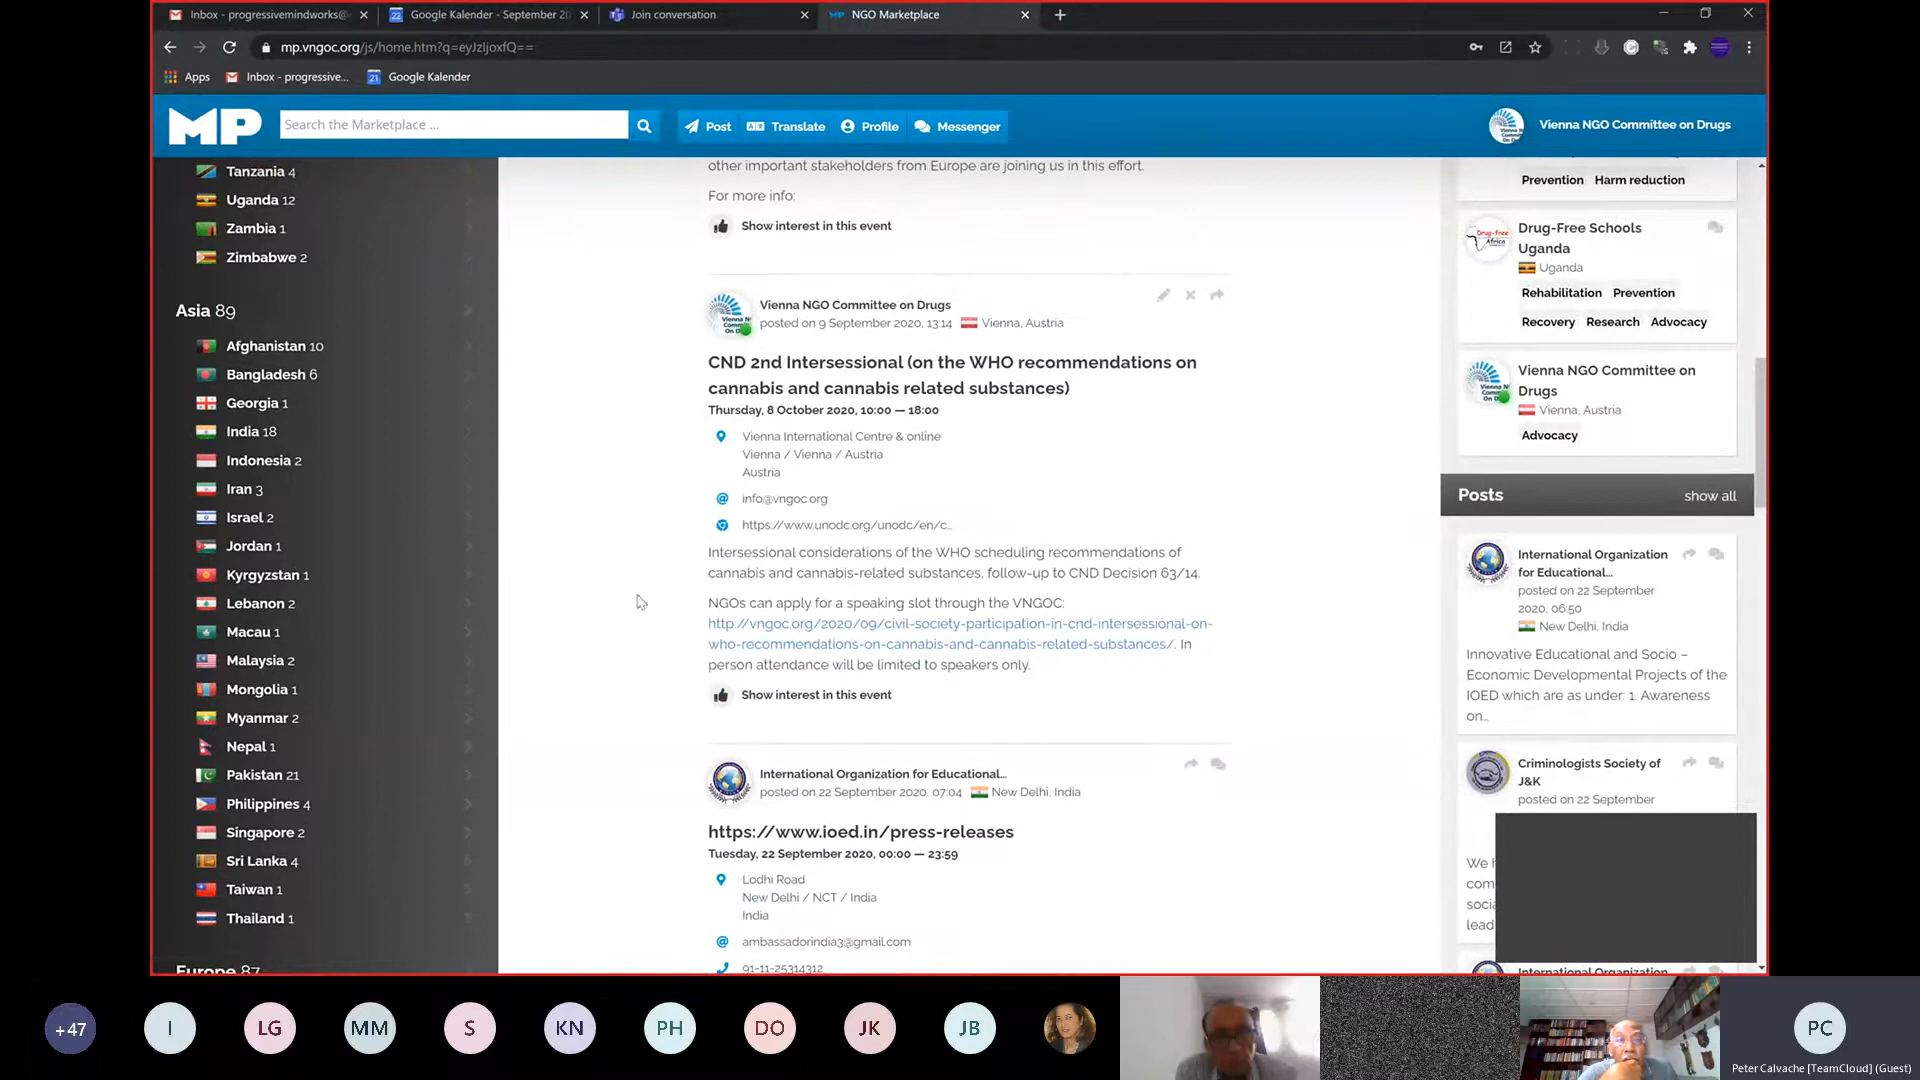 Inbox - progressivemindworks@
Google Kalender - September 20
Join conversation
NGO Marketplace
mp.vngoc.org/js/home.htm?q=eyJzIjoxfQ==
Apps
Inbox - progressive...
Google Kalender
MP
Search the Marketplace ...
Post
Translate
Profile
Messenger
Vienna NGO Committee on Drugs
Tanzania 4
Uganda 12
Zambia 1
Zimbabwe 2
Asia 89
Afghanistan 10
Bangladesh 6
Georgia 1
India 18
Indonesia 2
Iran 3
Israel 2
Jordan 1
Kyrgyzstan 1
Lebanon 2
Macau 1
Malaysia 2
Mongolia 1
Myanmar 2
Nepal 1
Pakistan 21
Philippines 4
Singapore 2
Sri Lanka 4
Taiwan 1
Thailand 1
Europe 87
other important stakeholders from Europe are joining us in this effort.
For more info:
Show interest in this event
Vienna NGO Committee on Drugs
posted on 9 September 2020, 13:14 Vienna, Austria
CND 2nd Intersessional (on the WHO recommendations on
cannabis and cannabis related substances)
Thursday, 8 October 2020, 10:00 — 18:00
Vienna International Centre & online
Vienna / Vienna / Austria
Austria
info@vngoc.org
https://www.unodc.org/unodc/en/c...
Intersessional considerations of the WHO scheduling recommendations of
cannabis and cannabis-related substances, follow-up to CND Decision 63/14.
NGOs can apply for a speaking slot through the VNGOC:
http://vngoc.org/2020/09/civil-society-participation-in-cnd-intersessional-on-
who-recommendations-on-cannabis-and-cannabis-related-substances/. In
person attendance will be limited to speakers only.
Show interest in this event
International Organization for Educational...
posted on 22 September 2020, 07:04 New Delhi, India
https://www.ioed.in/press-releases
Tuesday, 22 September 2020, 00:00 — 23:59
Lodhi Road
New Delhi / NCT / India
India
ambassadorindia3@gmail.com
91-11-25314312
Prevention Harm reduction
Drug-free
Africa
Drug-Free Schools
Uganda
Uganda
Rehabilitation Prevention
Recovery Research Advocacy
Vienna NGO Committee on
Drugs
Vienna, Austria
Advocacy
Posts
show all
International Organization
for Educational...
posted on 22 September
2020, 06:50
New Delhi, India
Innovative Educational and Socio –
Economic Developmental Projects of the
IOED which are as under: 1. Awareness
on...
Criminologists Society of
J&K
posted on 22 September
We h
com
socia
lead
International Organization
+47
I
LG
MM
S
KN
PH
DO
JK
JB
PC
Peter Calvache [TeamCloud] (Guest)